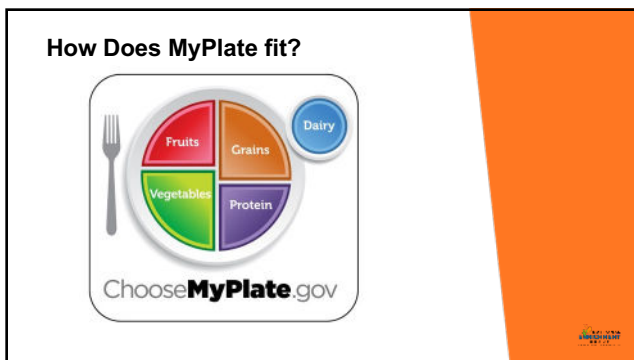 How Does MyPlate fit?
Fruits
Grains
Dairy
Vegetables
Protein
ChooseMyPlate.gov